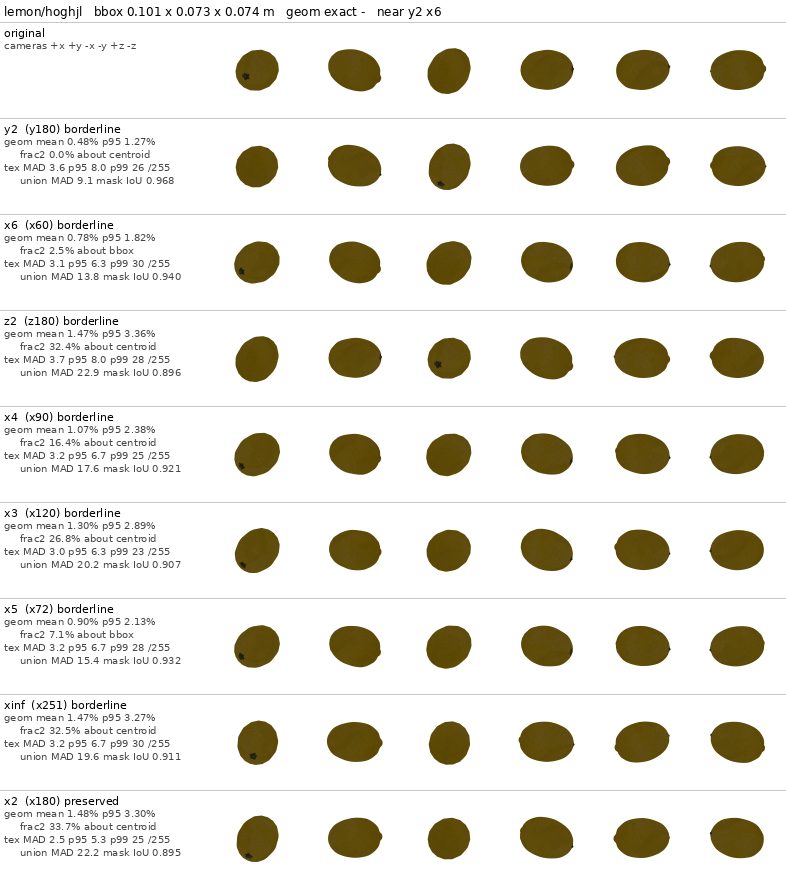 lemon/hoghjl   bbox 0.101 x 0.073 x 0.074 m   geom exact -   near y2 x6
original
cameras +x +y -x -y +z -z
y2  (y180) borderline
geom mean 0.48% p95 1.27%
frac2 0.0% about centroid
tex MAD 3.6 p95 8.0 p99 26 /255
union MAD 9.1 mask IoU 0.968
x6  (x60) borderline
geom mean 0.78% p95 1.82%
frac2 2.5% about bbox
tex MAD 3.1 p95 6.3 p99 30 /255
union MAD 13.8 mask IoU 0.940
z2  (z180) borderline
geom mean 1.47% p95 3.36%
frac2 32.4% about centroid
tex MAD 3.7 p95 8.0 p99 28 /255
union MAD 22.9 mask IoU 0.896
x4  (x90) borderline
geom mean 1.07% p95 2.38%
frac2 16.4% about centroid
tex MAD 3.2 p95 6.7 p99 25 /255
union MAD 17.6 mask IoU 0.921
x3  (x120) borderline
geom mean 1.30% p95 2.89%
frac2 26.8% about centroid
tex MAD 3.0 p95 6.3 p99 23 /255
union MAD 20.2 mask IoU 0.907
x5  (x72) borderline
geom mean 0.90% p95 2.13%
frac2 7.1% about bbox
tex MAD 3.2 p95 6.7 p99 28 /255
union MAD 15.4 mask IoU 0.932
xinf  (x251) borderline
geom mean 1.47% p95 3.27%
frac2 32.5% about centroid
tex MAD 3.2 p95 6.7 p99 30 /255
union MAD 19.6 mask IoU 0.911
x2  (x180) preserved
geom mean 1.48% p95 3.30%
frac2 33.7% about centroid
tex MAD 2.5 p95 5.3 p99 25 /255
union MAD 22.2 mask IoU 0.895